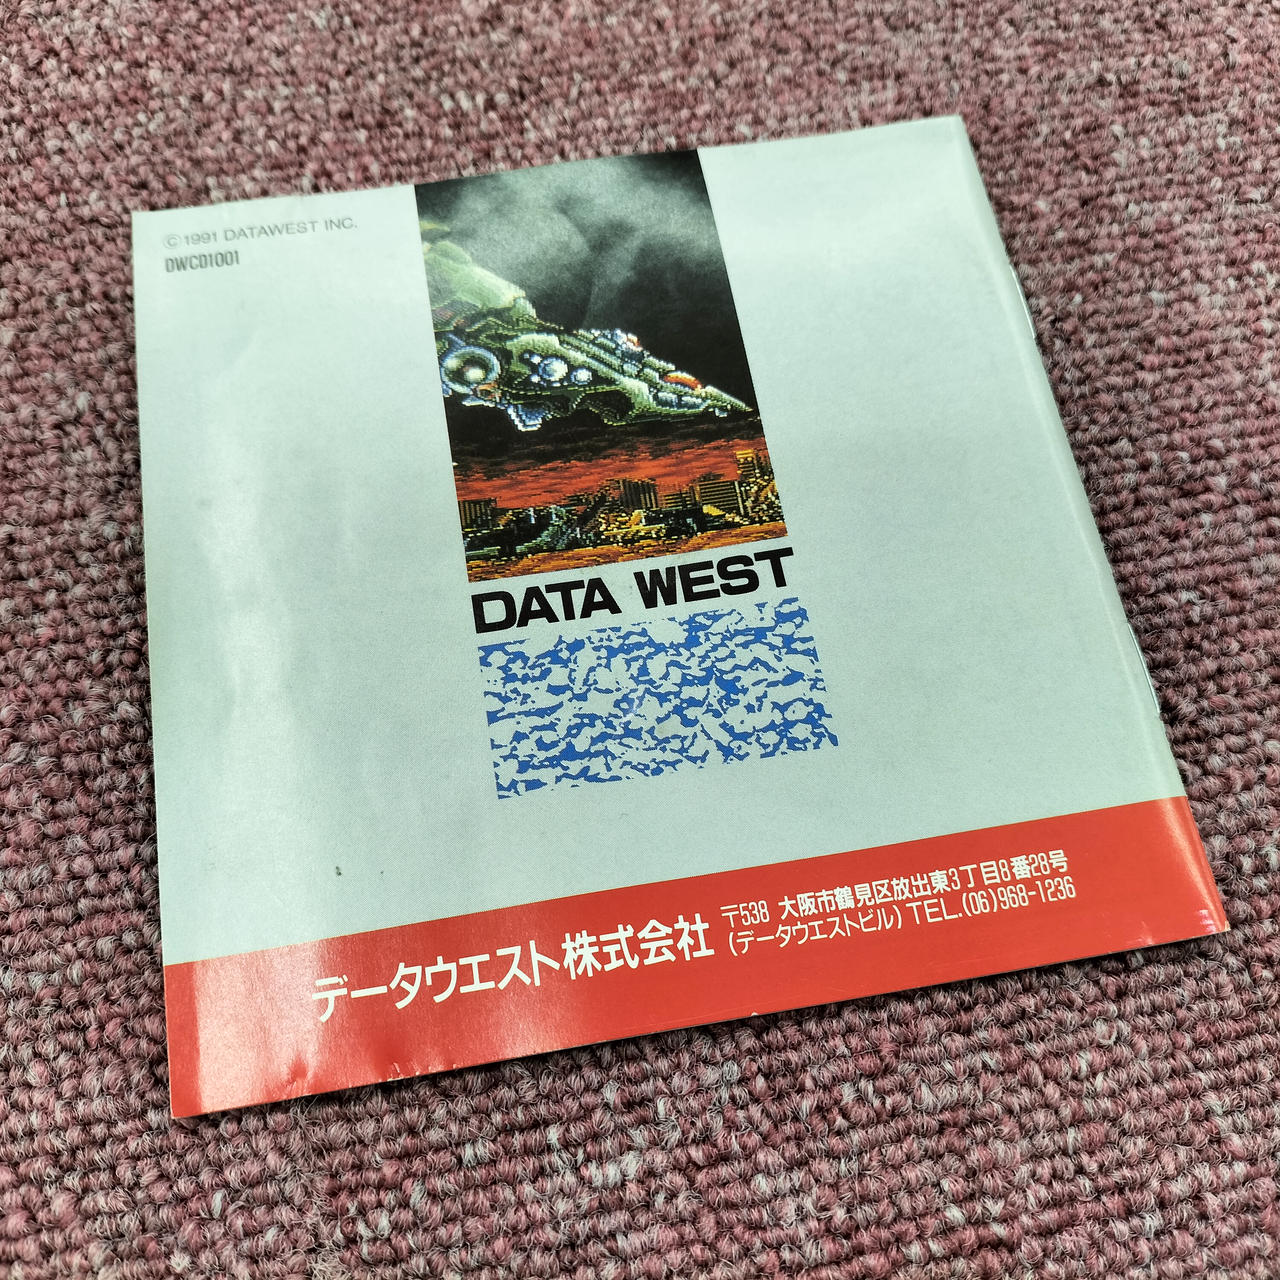 ©1991 DATAWEST INC.
DWCD1001
DATA WEST
データウエスト株式会社
〒538 大阪市鶴見区放出東3丁目8番28号
(データウエストビル) TEL.(06)968-1236